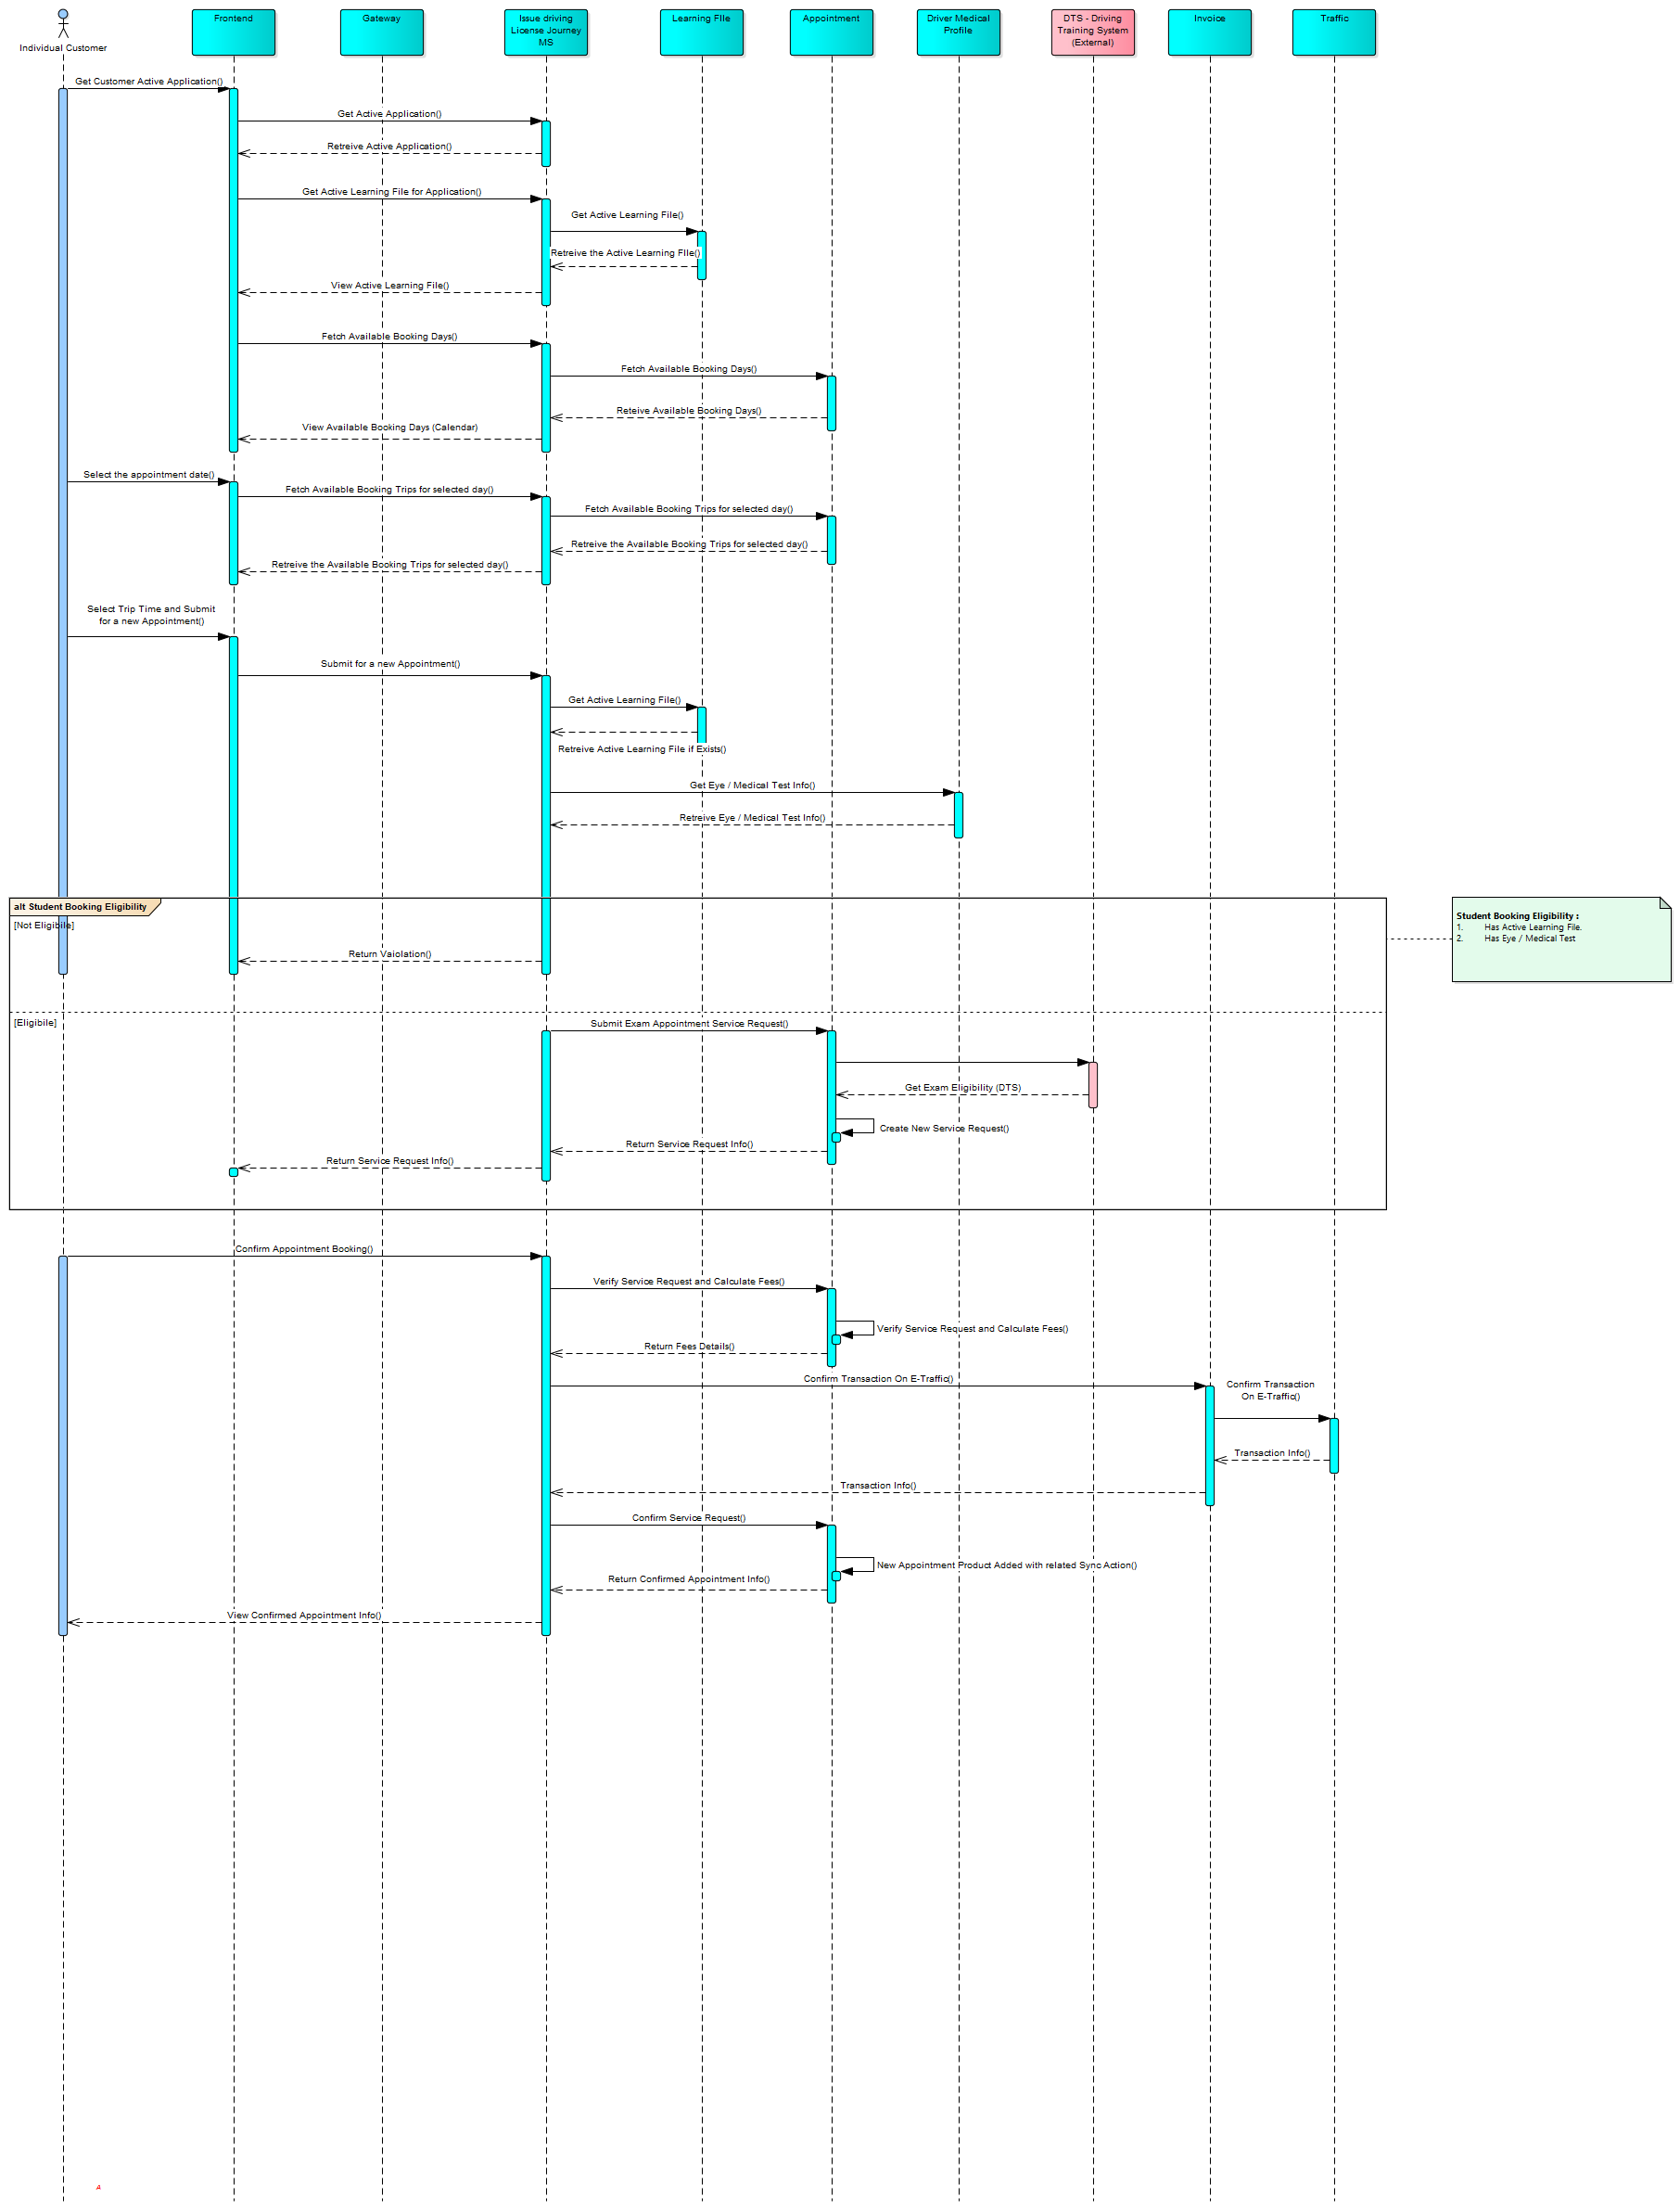 Individual Customer
Frontend
Gateway
Issue driving
License Journey
MS
Learning FIle
Appointment
Driver Medical
Profile
DTS - Driving
Training System
(External)
Invoice
Traffic
Get Customer Active Application()
Get Active Application()
Retreive Active Application()
Get Active Learning File for Application()
Get Active Learning File()
Retreive the Active Learning FIle()
View Active Learning File()
Fetch Available Booking Days()
Fetch Available Booking Days()
Reteive Available Booking Days()
View Available Booking Days (Calendar)
Select the appointment date()
Fetch Available Booking Trips for selected day()
Fetch Available Booking Trips for selected day()
Retreive the Available Booking Trips for selected day()
Retreive the Available Booking Trips for selected day()
Select Trip Time and Submit
for a new Appointment()
Submit for a new Appointment()
Get Active Learning File()
Retreive Active Learning File if Exists()
Get Eye / Medical Test Info()
Retreive Eye / Medical Test Info()
alt Student Booking Eligibility
[Not Eligibile]
Return Vaiolation()
Student Booking Eligibility :
1. Has Active Learning File.
2. Has Eye / Medical Test
[Eligibile]
Submit Exam Appointment Service Request()
Get Exam Eligibility (DTS)
Create New Service Request()
Return Service Request Info()
Return Service Request Info()
Confirm Appointment Booking()
Verify Service Request and Calculate Fees()
Verify Service Request and Calculate Fees()
Return Fees Details()
Confirm Transaction On E-Traffic()
Confirm Transaction
On E-Traffic()
Transaction Info()
Transaction Info()
Confirm Service Request()
New Appointment Product Added with related Sync Action()
Return Confirmed Appointment Info()
View Confirmed Appointment Info()
A